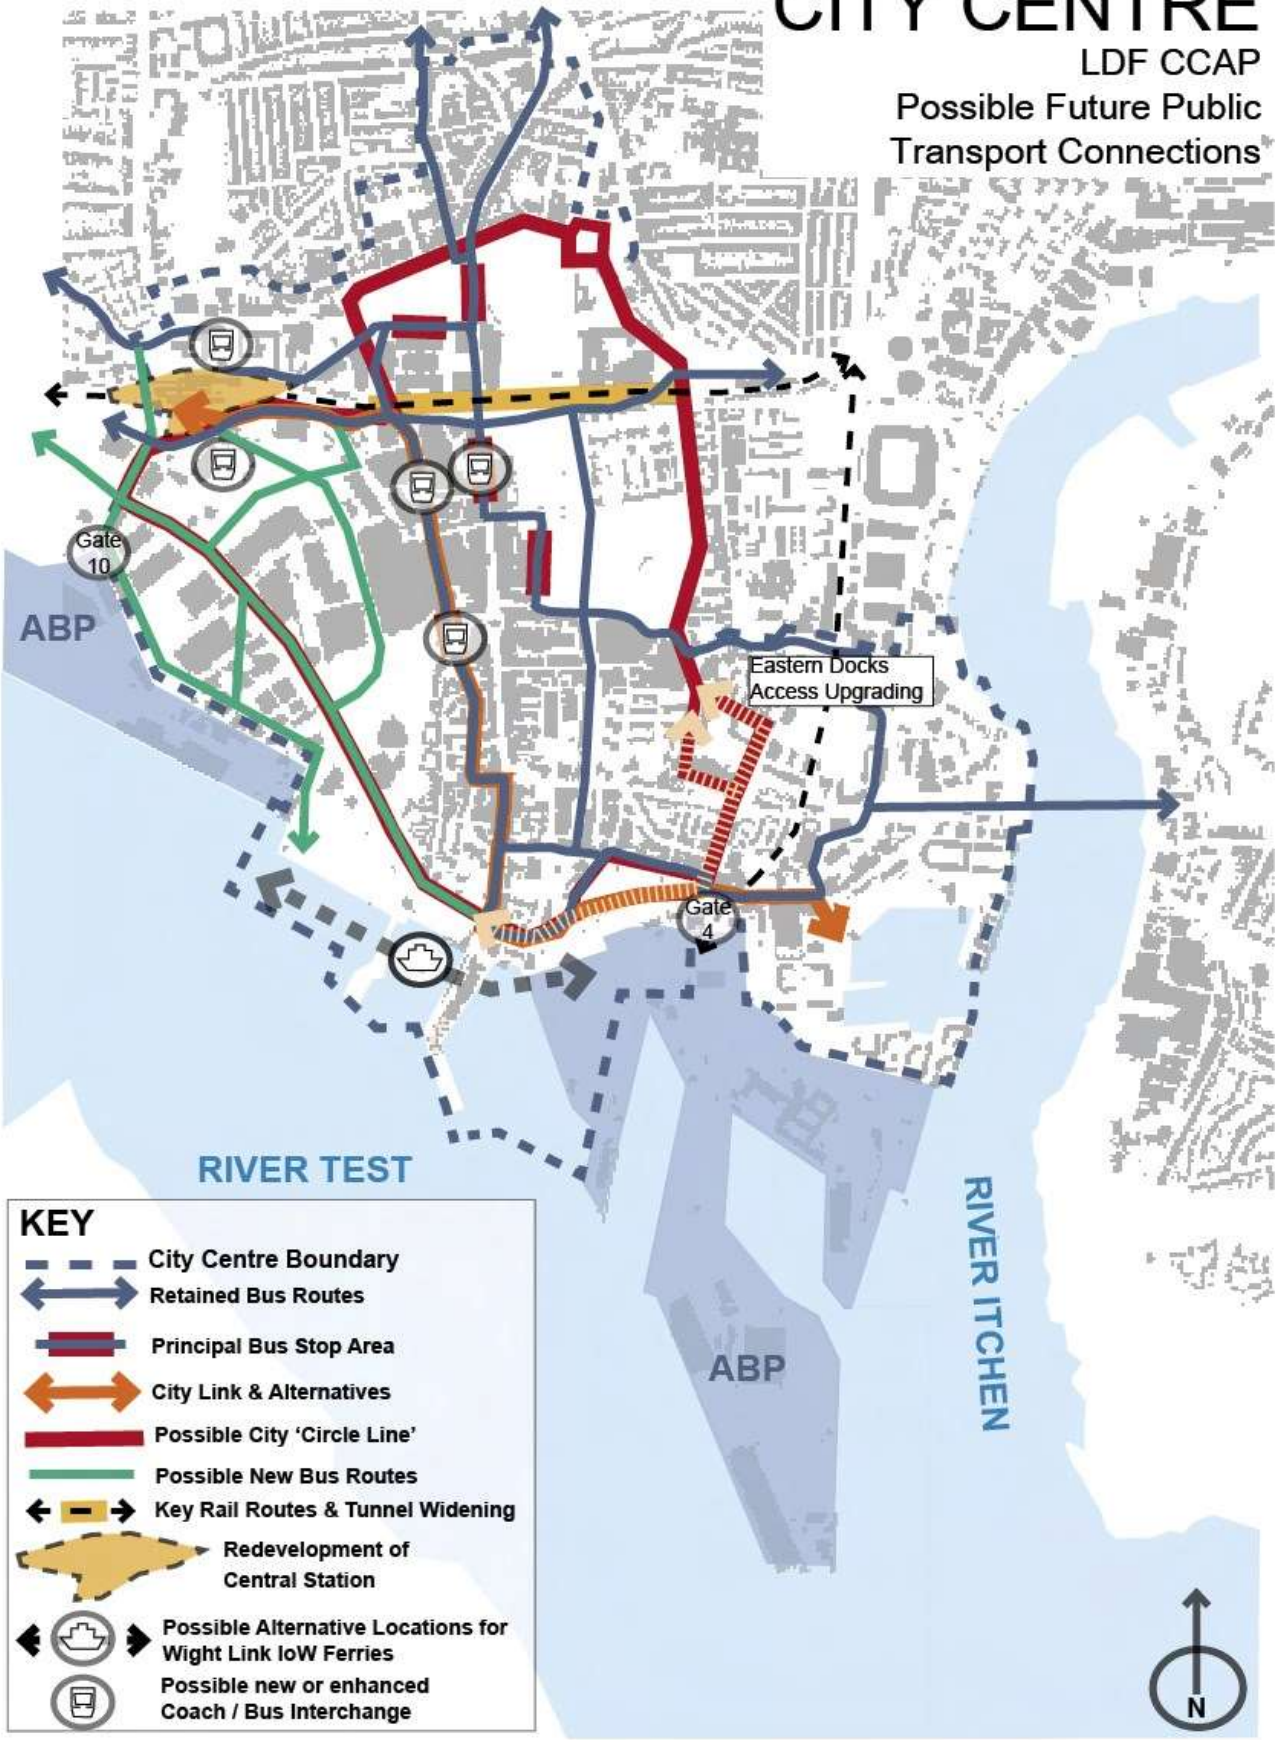 CITY CENTRE
LDF CCAP
Possible Future Public
Transport Connections
Gate
10
ABP
Eastern Docks
Access Upgrading
Gate
4
RIVER TEST
RIVER ITCHEN
ABP
KEY
City Centre Boundary
Retained Bus Routes
Principal Bus Stop Area
City Link & Alternatives
Possible City ‘Circle Line’
Possible New Bus Routes
Key Rail Routes & Tunnel Widening
Redevelopment of
Central Station
Possible Alternative Locations for
Wight Link IoW Ferries
Possible new or enhanced
Coach / Bus Interchange
N